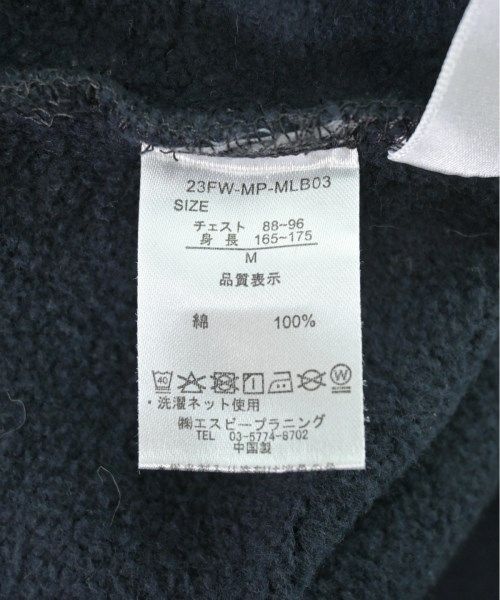 23FW-MP-MLB03
SIZE
チェスト 88~96
身長 165~175
M
品質表示
綿 100%
40
W
・洗濯ネット使用
㈱エスビープラニング
TEL 03-5774-8702
中国製